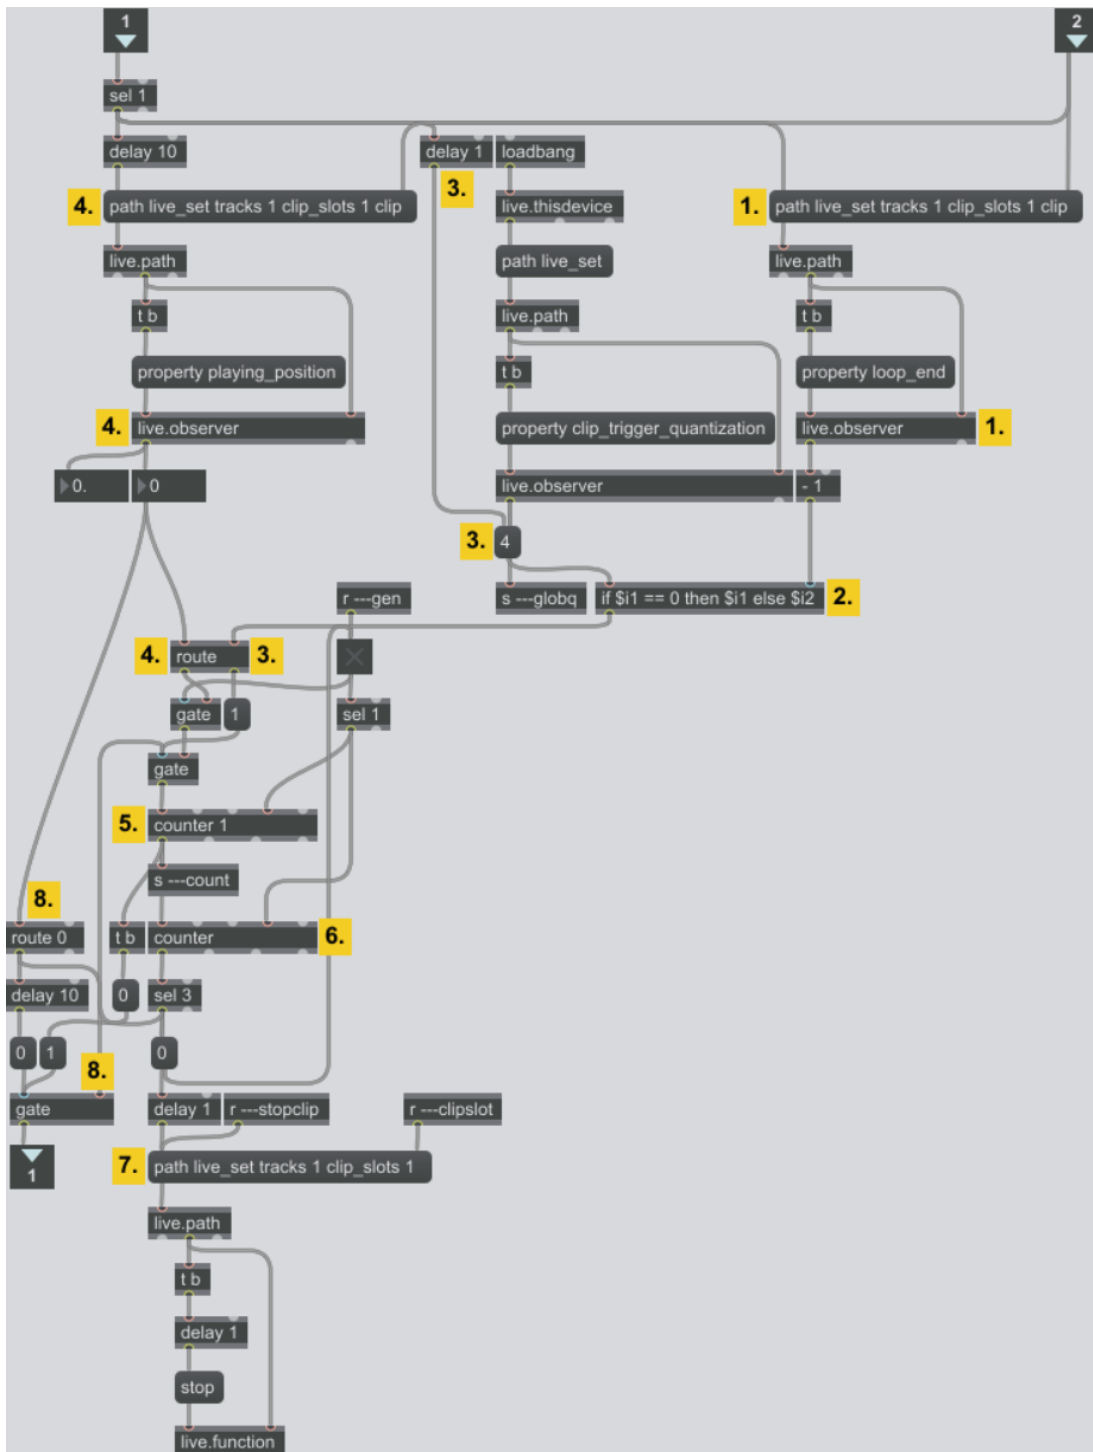 1
2
sel 1
delay 10
delay 1
loadbang
3.
4.
path live_set tracks 1 clip_slots 1 clip
live.thisdevice
1.
path live_set tracks 1 clip_slots 1 clip
live.path
path live_set
live.path
t b
live.path
t b
property playing_position
t b
property loop_end
4.
live.observer
property clip_trigger_quantization
live.observer
1.
0.
0
live.observer
- 1
3.
4
r ---gen
s ---globq
if $i1 == 0 then $i1 else $i2
2.
4.
route
3.
gate
1
sel 1
gate
5.
counter 1
s ---count
8.
route 0
t b
counter
6.
delay 10
0
sel 3
0
1
0
8.
gate
delay 1
r ---stopclip
r ---clipslot
1
7.
path live_set tracks 1 clip_slots 1
live.path
t b
delay 1
stop
live.function